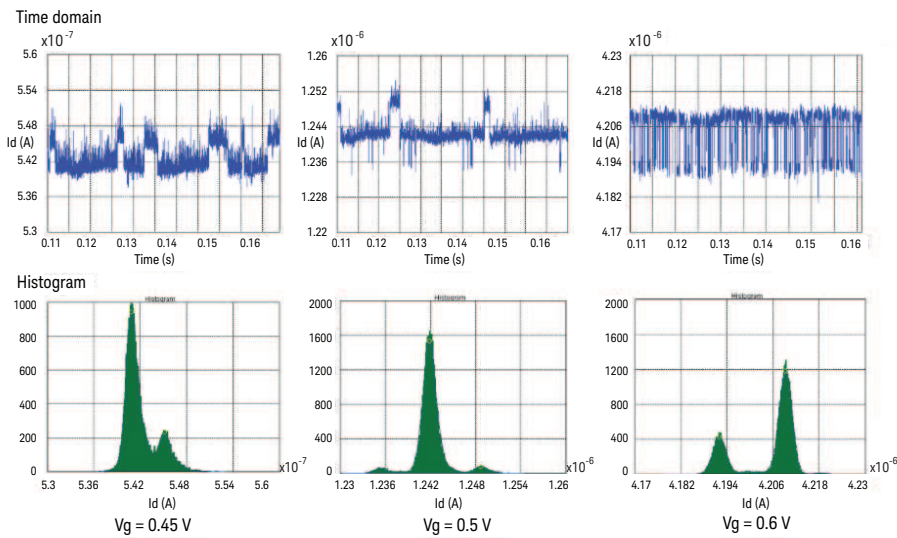 Time domain
x10⁻⁷
5.6
5.54
5.48
Id (A)
5.42
5.36
5.3
0.11 0.12 0.13 0.14 0.15 0.16
Time (s)
x10⁻⁶
1.26
1.252
1.244
Id (A)
1.236
1.228
1.22
0.11 0.12 0.13 0.14 0.15 0.16
Time (s)
x10⁻⁶
4.23
4.218
4.206
Id (A)
4.194
4.182
4.17
0.11 0.12 0.13 0.14 0.15 0.16
Time (s)
Histogram
Histogram
1000
800
600
400
200
0
x10⁻⁷
5.3 5.36 5.42 5.48 5.54 5.6
Id (A)
Vg = 0.45 V
Histogram
2000
1600
1200
800
400
0
x10⁻⁶
1.23 1.236 1.242 1.248 1.254 1.26
Id (A)
Vg = 0.5 V
Histogram
2000
1600
1200
800
400
0
x10⁻⁶
4.17 4.182 4.194 4.206 4.218 4.23
Id (A)
Vg = 0.6 V